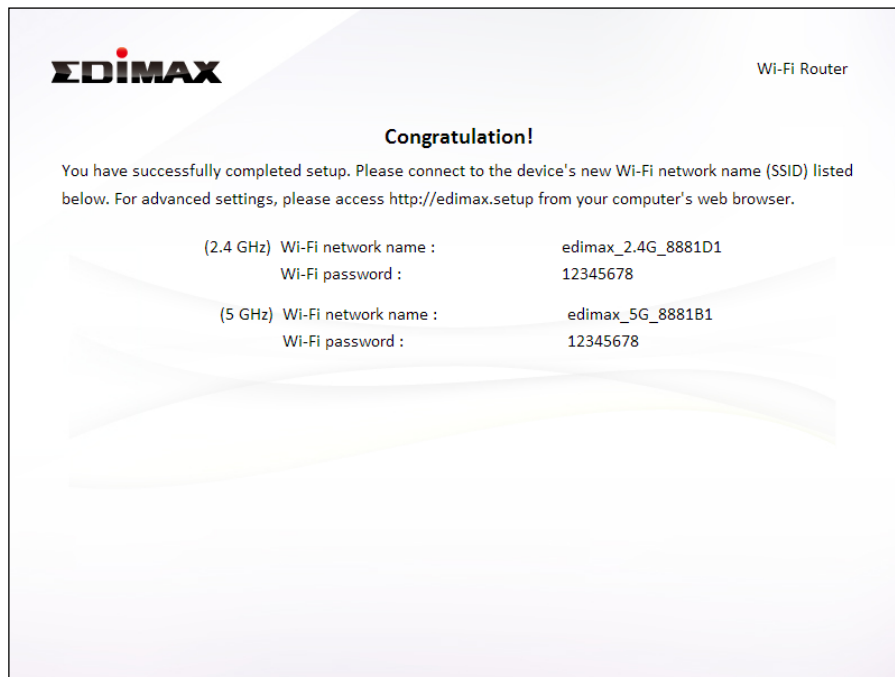 EDIMAX
Wi-Fi Router
Congratulation!
You have successfully completed setup. Please connect to the device's new Wi-Fi network name (SSID) listed
below. For advanced settings, please access http://edimax.setup from your computer's web browser.
(2.4 GHz) Wi-Fi network name : edimax_2.4G_8881D1
Wi-Fi password : 12345678
(5 GHz) Wi-Fi network name : edimax_5G_8881B1
Wi-Fi password : 12345678